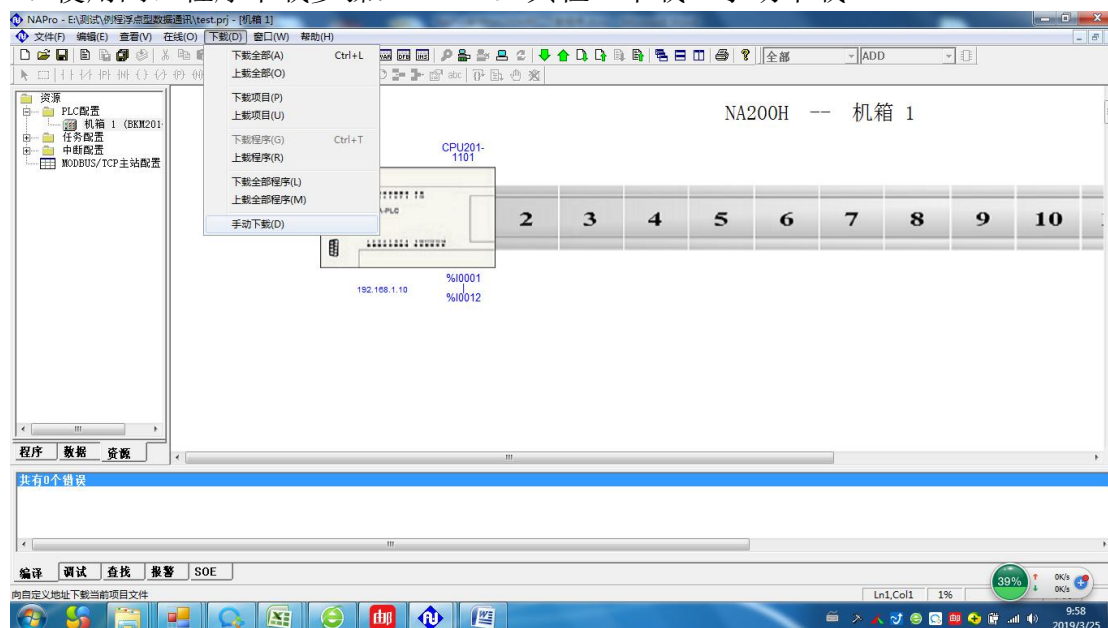 NAPro - E:\测试\例程浮点型数据通讯\test.prj - [机箱 1]
文件(F) 编辑(E) 查看(V) 在线(O) 下载(D) 窗口(W) 帮助(H)
全部 ADD
下载全部(A) Ctrl+L
上载全部(O)
下载项目(P)
上载项目(U)
下载程序(G) Ctrl+T
上载程序(R)
下载全部程序(L)
上载全部程序(M)
手动下载(D)
资源
PLC配置
机箱 1 (BKM201-
任务配置
中断配置
MODBUS/TCP主站配置
NA200H -- 机箱 1
CPU201-
1101
2 3 4 5 6 7 8 9 10
192.168.1.10
%I0001
%I0012
程序 数据 资源
共有0个错误
编译 调试 查找 报警 SOE
向自定义地址下载当前项目文件
Ln1,Col1 1%
39%
0K/s
0K/s
9:58
2019/3/25